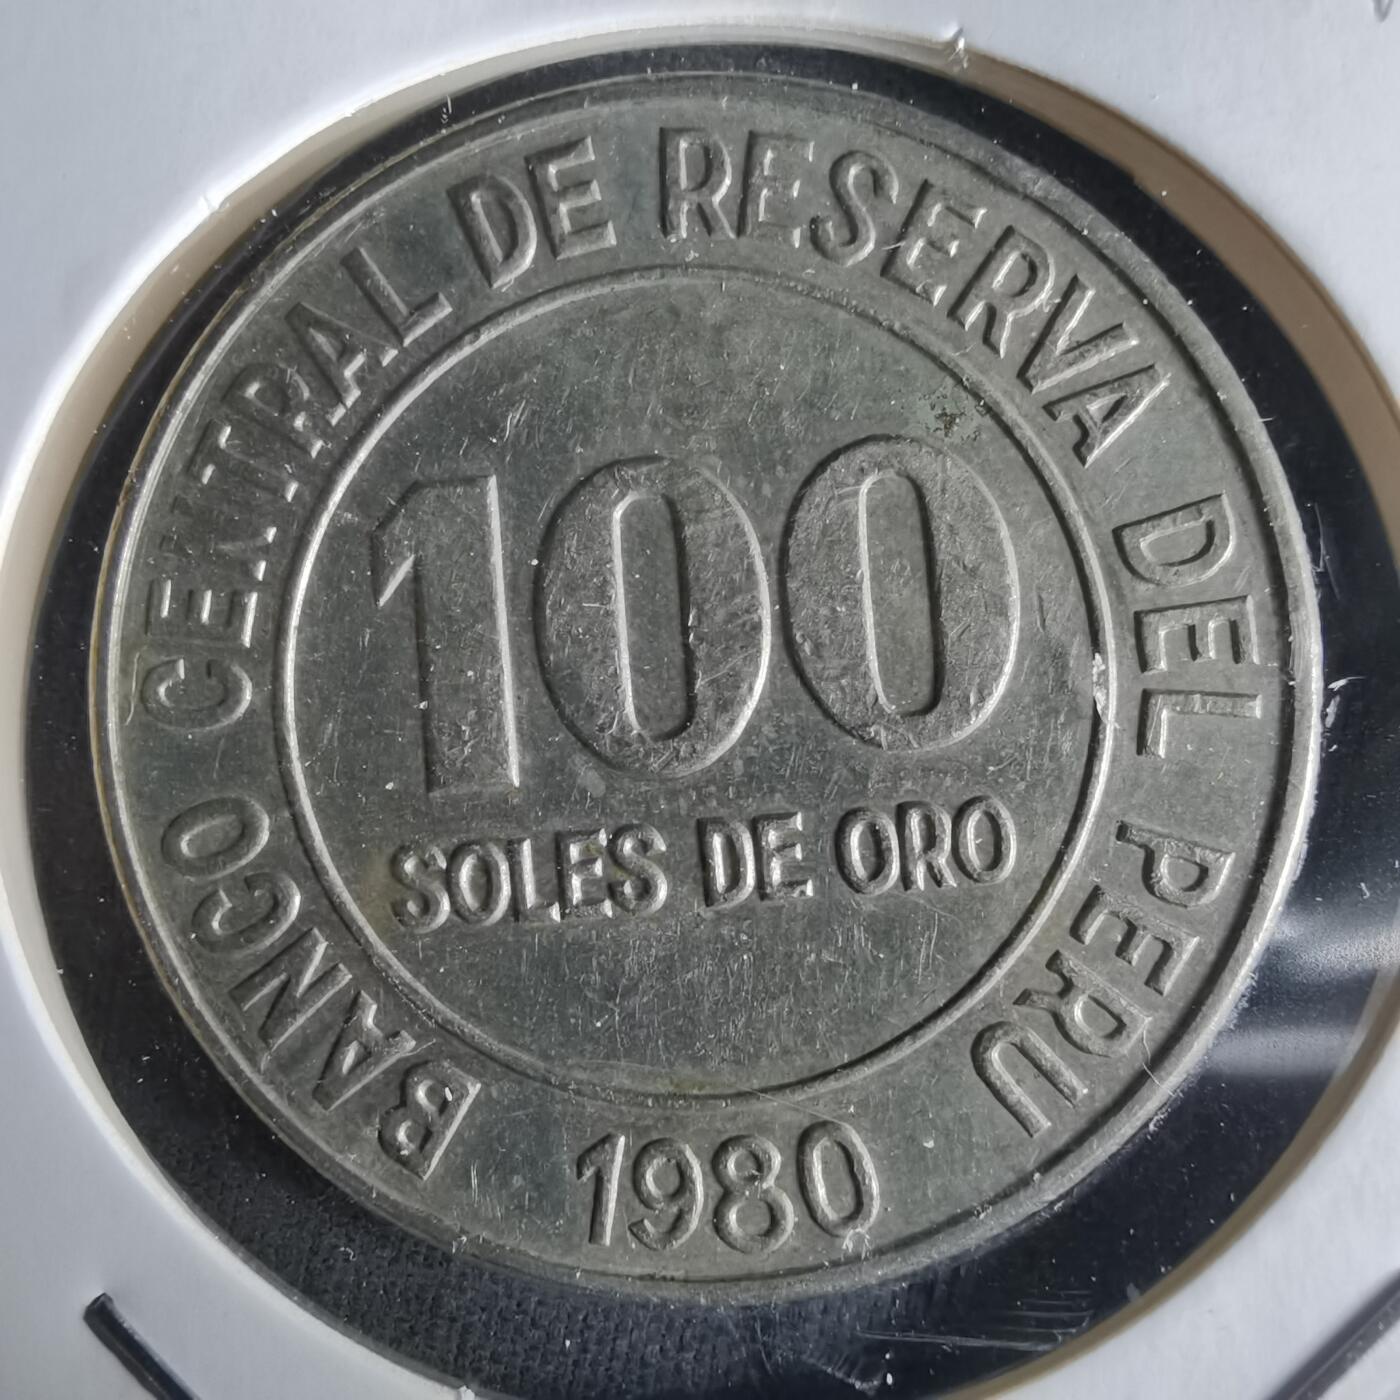 BANCO CENTRAL DE RESERVA DEL PERU
100
SOLES DE ORO
1980